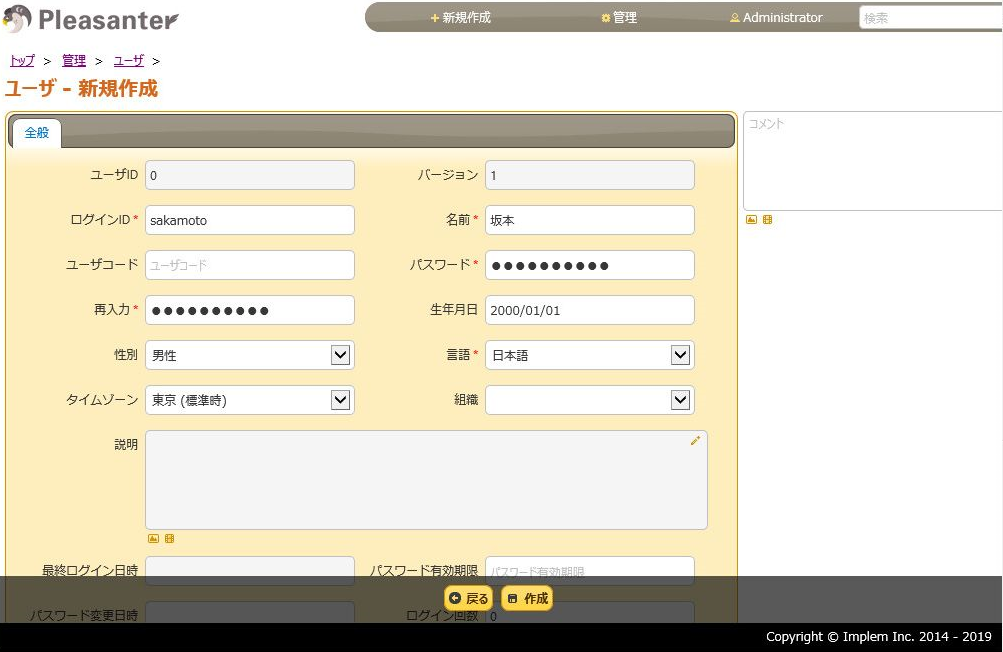 Pleasanter
新規作成 管理 Administrator 検索
トップ > 管理 > ユーザ >
ユーザ - 新規作成
全般
コメント
ユーザID 0 バージョン 1
ログインID* sakamoto 名前* 坂本
ユーザコード ユーザコード パスワード* ●●●●●●●●●●
再入力* ●●●●●●●●●● 生年月日 2000/01/01
性別 男性 言語* 日本語
タイムゾーン 東京 (標準時) 組織
説明
最終ログイン日時 パスワード有効期限 パスワード有効期限
戻る 作成
パスワード変更日時 ログイン回数 0
Copyright © Implem Inc. 2014 - 2019